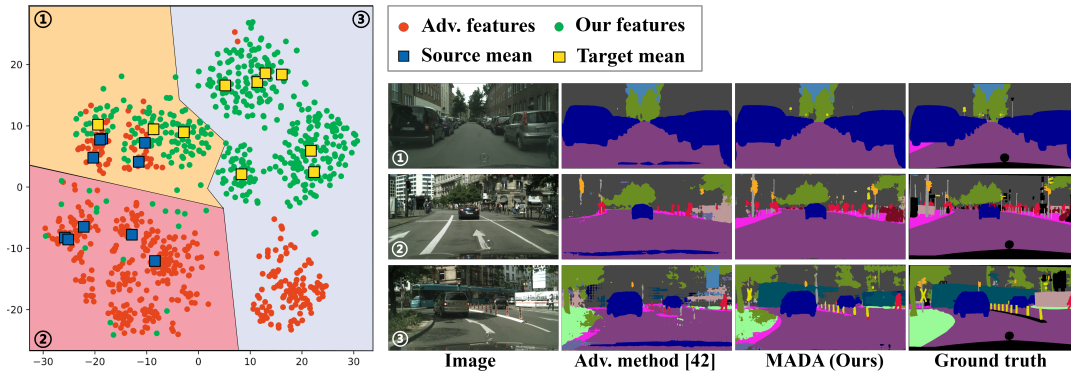 ① ③
20
10
0
−10
−20
②
−30 −20 −10 0 10 20 30
Adv. features Our features
Source mean Target mean
①
②
③
Image Adv. method [42] MADA (Ours) Ground truth